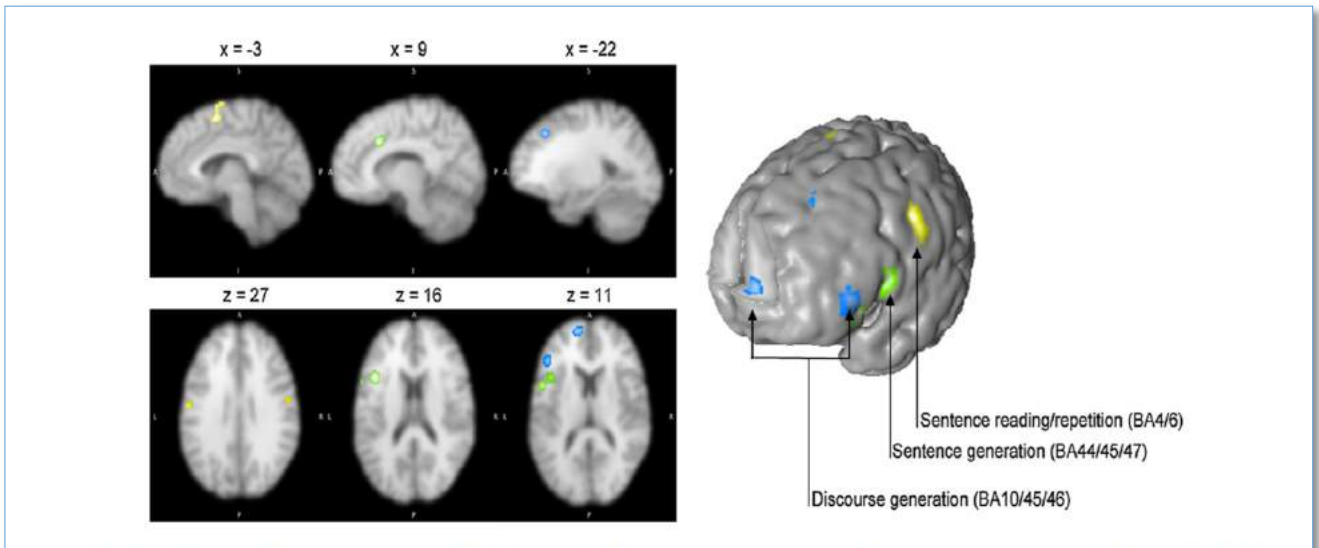 x = -3
x = 9
x = -22
S
S
S
A
P
A
P
A
P
I
I
I
z = 27
z = 16
z = 11
A
A
A
L
R
L
R
R
P
P
P
Sentence reading/repetition (BA4/6)
Sentence generation (BA44/45/47)
Discourse generation (BA10/45/46)